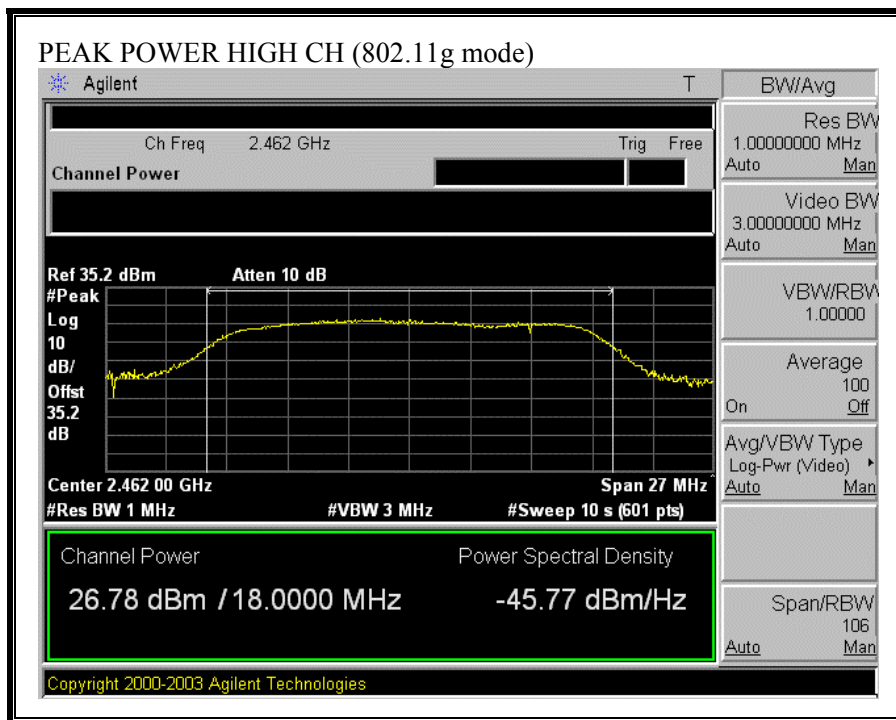 PEAK POWER HIGH CH (802.11g mode)
Agilent T
BW/Avg
Ch Freq 2.462 GHz Trig Free
Channel Power
Res BW
1.00000000 MHz
Auto Man
Video BW
3.00000000 MHz
Auto Man
VBW/RBW
1.00000
Average
100
On Off
Avg/VBW Type
Log-Pwr (Video)
Auto Man
Span/RBW
106
Auto Man
Ref 35.2 dBm Atten 10 dB
#Peak
Log
10
dB/
Offst
35.2
dB
Center 2.462 00 GHz Span 27 MHz
#Res BW 1 MHz #VBW 3 MHz #Sweep 10 s (601 pts)
Channel Power Power Spectral Density
26.78 dBm / 18.0000 MHz -45.77 dBm/Hz
Copyright 2000-2003 Agilent Technologies